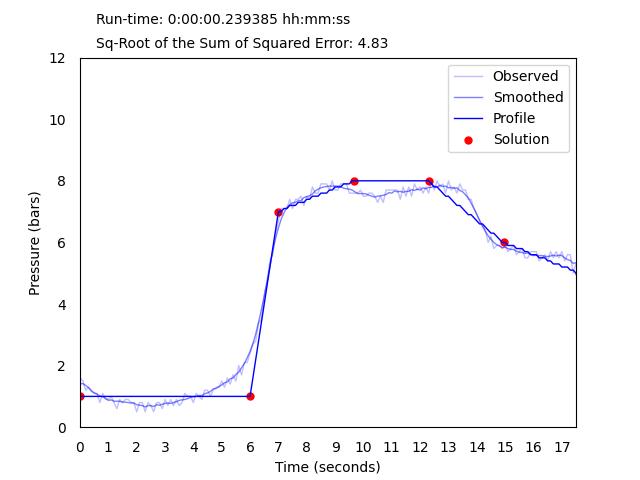 Run-time: 0:00:00.239385 hh:mm:ss
Sq-Root of the Sum of Squared Error: 4.83
Observed
Smoothed
Profile
Solution
Pressure (bars)
12
10
8
6
4
2
0
0 1 2 3 4 5 6 7 8 9 10 11 12 13 14 15 16 17
Time (seconds)